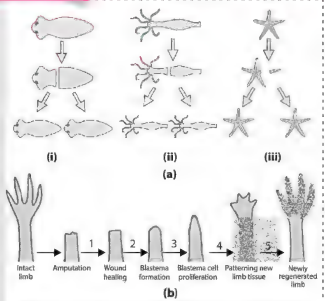 (i) (ii) (iii)
(a)
1 2 3 4 5
Intact limb
Amputation
Wound healing
Blastema formation
Blastema cell proliferation
Patterning new limb tissue
Newly regenerated limb
(b)